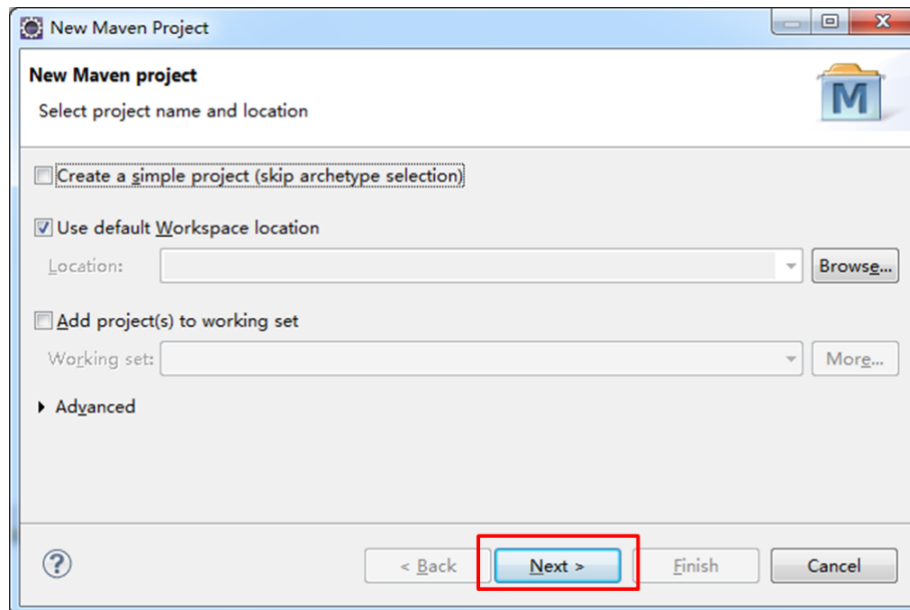 New Maven Project
New Maven project
Select project name and location
M
Create a simple project (skip archetype selection)
Use default Workspace location
Location:
Browse...
Add project(s) to working set
Working set:
More...
Advanced
?
< Back
Next >
Finish
Cancel